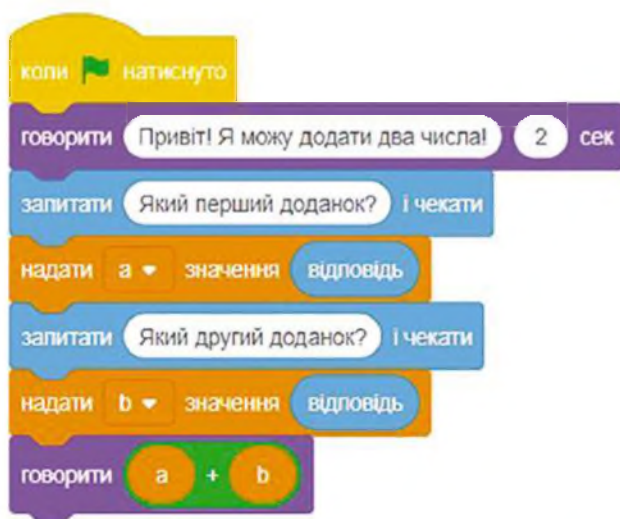 коли натиснуто
говорити Привіт! Я можу додати два числа! 2 сек
запитати Який перший доданок? і чекати
надати a значення відповідь
запитати Який другий доданок? і чекати
надати b значення відповідь
говорити a + b